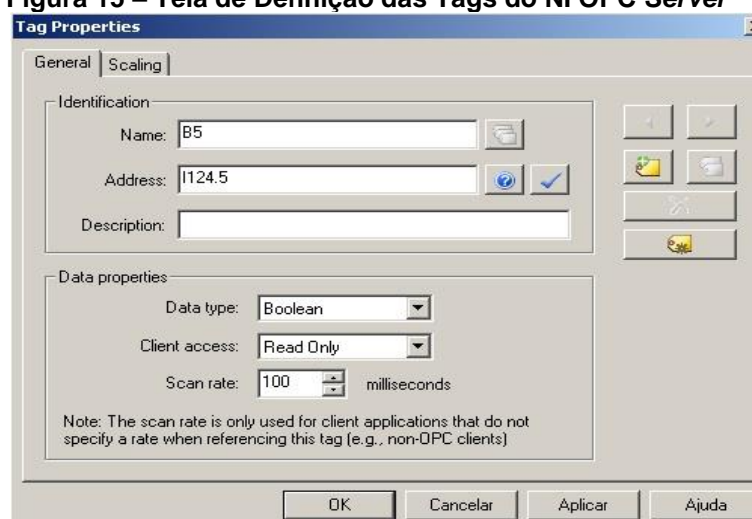 Figura 15 – Tela de Definição das Tags do NI OPC Server
Tag Properties
General
Scaling
Identification
Name: B5
Address: I124.5
Description:
Data properties
Data type: Boolean
Client access: Read Only
Scan rate: 100 milliseconds
Note: The scan rate is only used for client applications that do not
specify a rate when referencing this tag (e.g., non-OPC clients)
OK
Cancelar
Aplicar
Ajuda